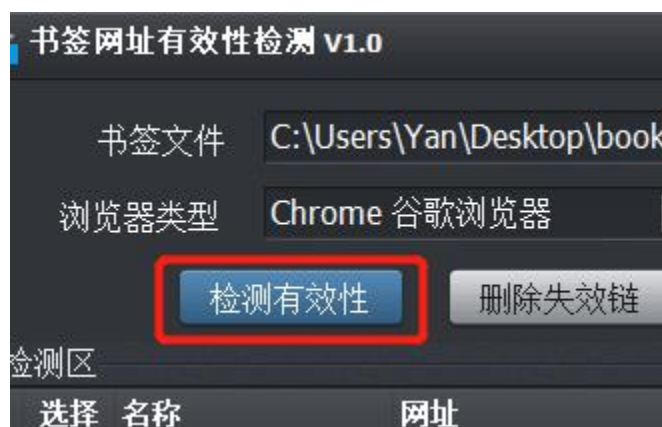 书签网址有效性检测 V1.0
书签文件 C:\Users\Yan\Desktop\book
浏览器类型 Chrome 谷歌浏览器
检测有效性 删除失效链
检测区
选择 名称 网址